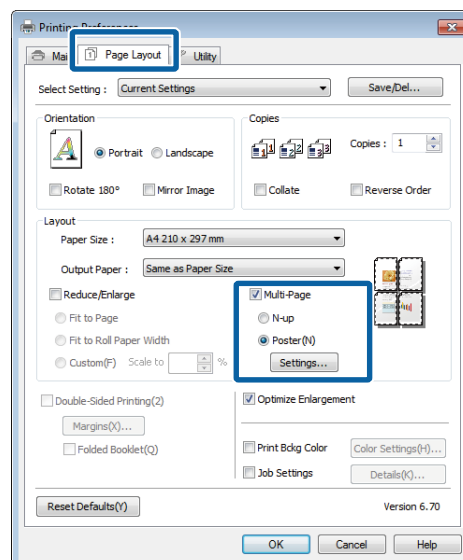 Printing Preferences
Mai
Page Layout
Utility
Select Setting : Current Settings Save/Del...
Orientation
Portrait Landscape
Rotate 180° Mirror Image
Copies
Copies : 1
Collate Reverse Order
Layout
Paper Size : A4 210 x 297 mm
Output Paper : Same as Paper Size
Reduce/Enlarge
Fit to Page
Fit to Roll Paper Width
Custom(F) Scale to %
Multi-Page
N-up
Poster(N)
Settings...
Double-Sided Printing(2)
Margins(X)...
Folded Booklet(Q)
Optimize Enlargement
Print Bckg Color Color Settings(H)...
Job Settings Details(K)...
Reset Defaults(Y) Version 6.70
OK Cancel Help